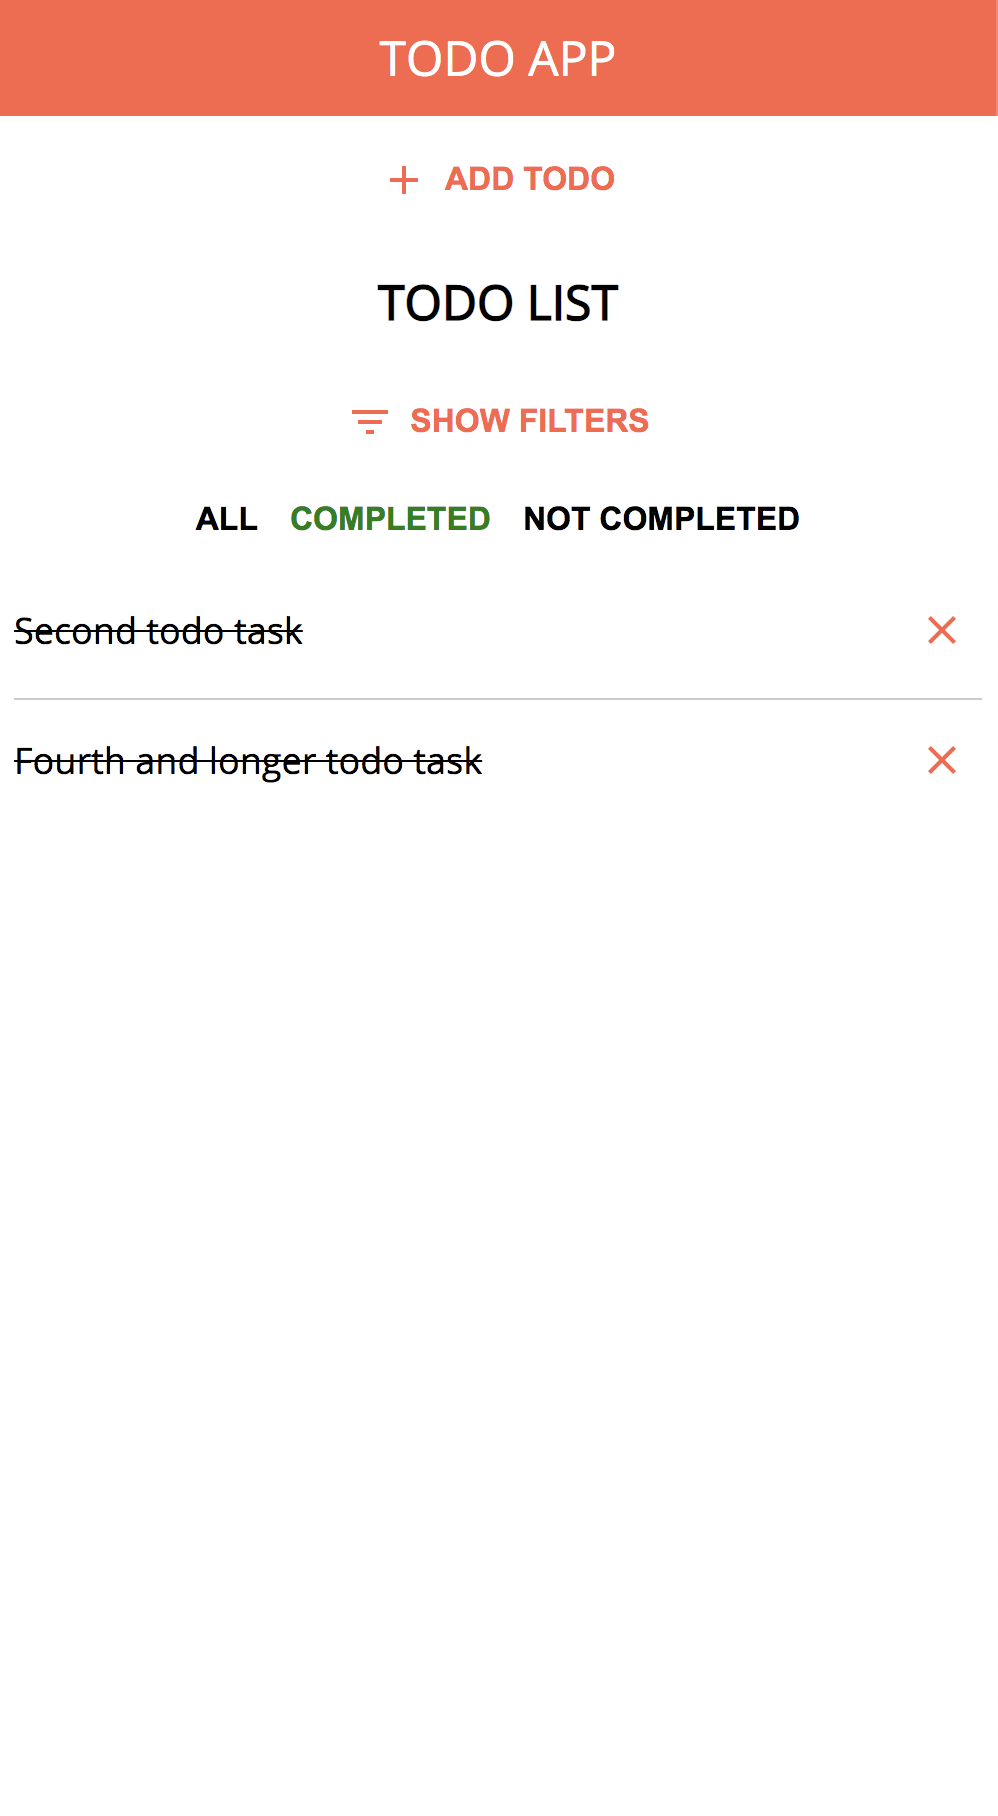 TODO APP
ADD TODO
TODO LIST
SHOW FILTERS
ALL COMPLETED NOT COMPLETED
Second todo task
Fourth and longer todo task